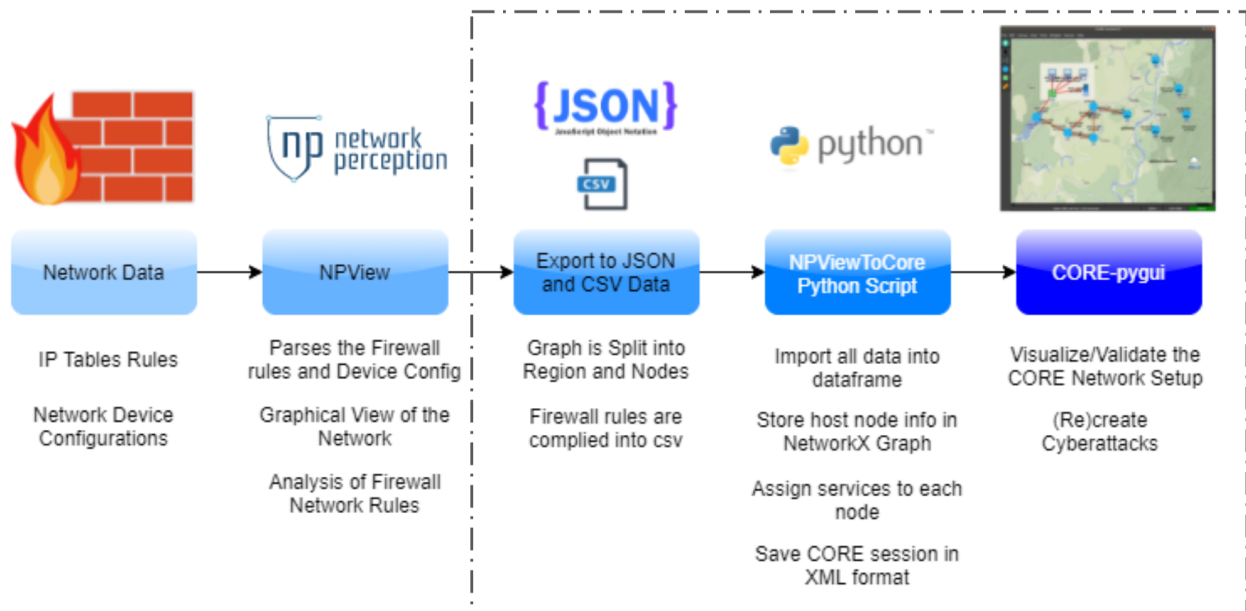 {JSON}
JavaScript Object Notation
CSV
np network
perception
python™
Network Data
NPView
Export to JSON
and CSV Data
NPViewToCore
Python Script
CORE-pygui
IP Tables Rules
Network Device
Configurations
Parses the Firewall
rules and Device Config
Graphical View of the
Network
Analysis of Firewall
Network Rules
Graph is Split into
Region and Nodes
Firewall rules are
complied into csv
Import all data into
dataframe
Store host node info in
NetworkX Graph
Assign services to each
node
Save CORE session in
XML format
Visualize/Validate the
CORE Network Setup
(Re)create
Cyberattacks